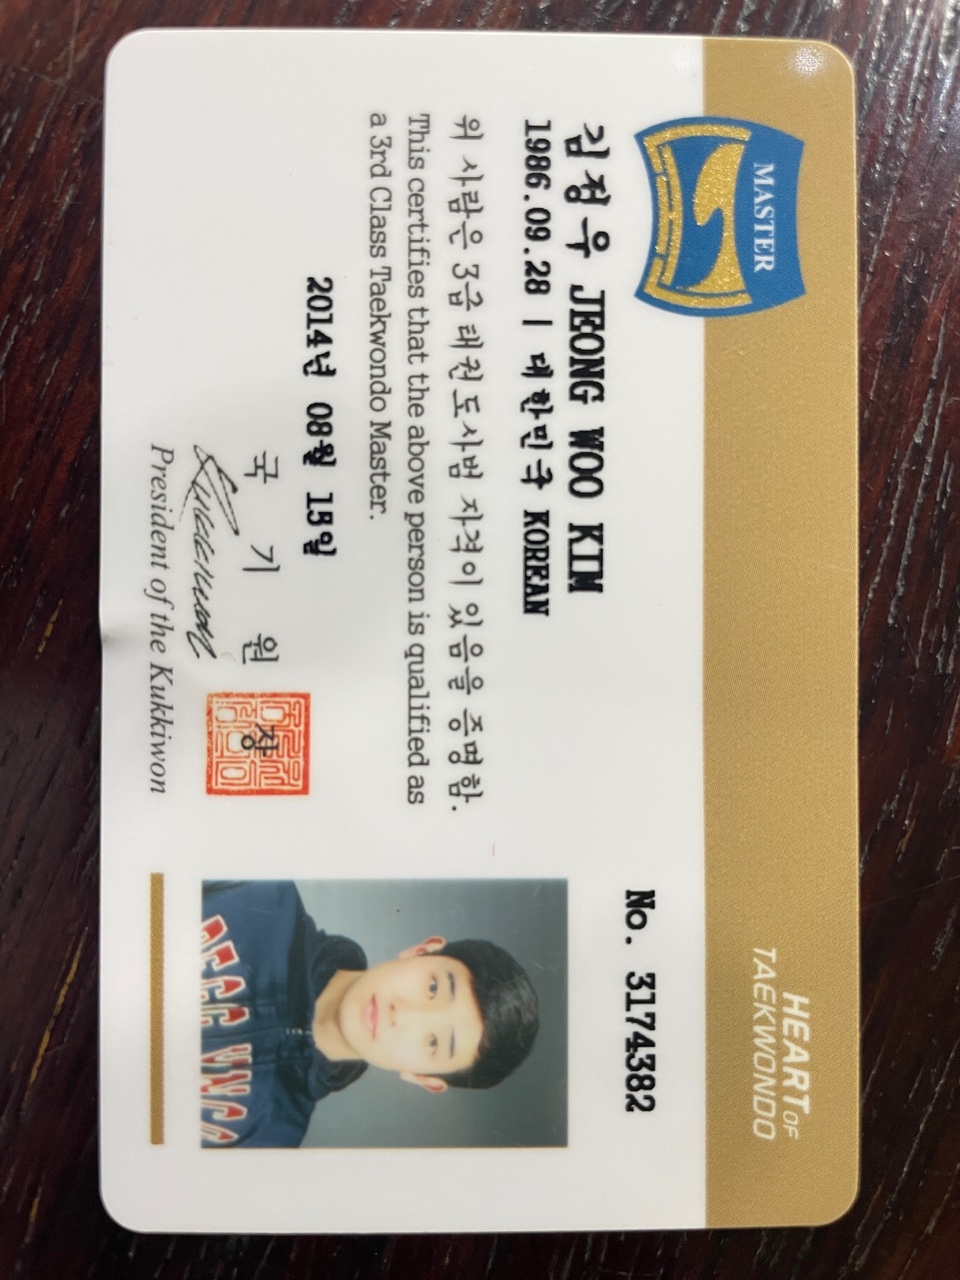 MASTER
HEART OF
TAEKWONDO
김정우 JEONG WOO KIM
1986.09.28 | 대한민국 KOREAN
No. 3174382
위 사람은 3급 태권도사범 자격이 있음을 증명함.
This certifies that the above person is qualified as
a 3rd Class Taekwondo Master.
2014년 08월 15일
국 기 원 장
President of the Kukkiwon